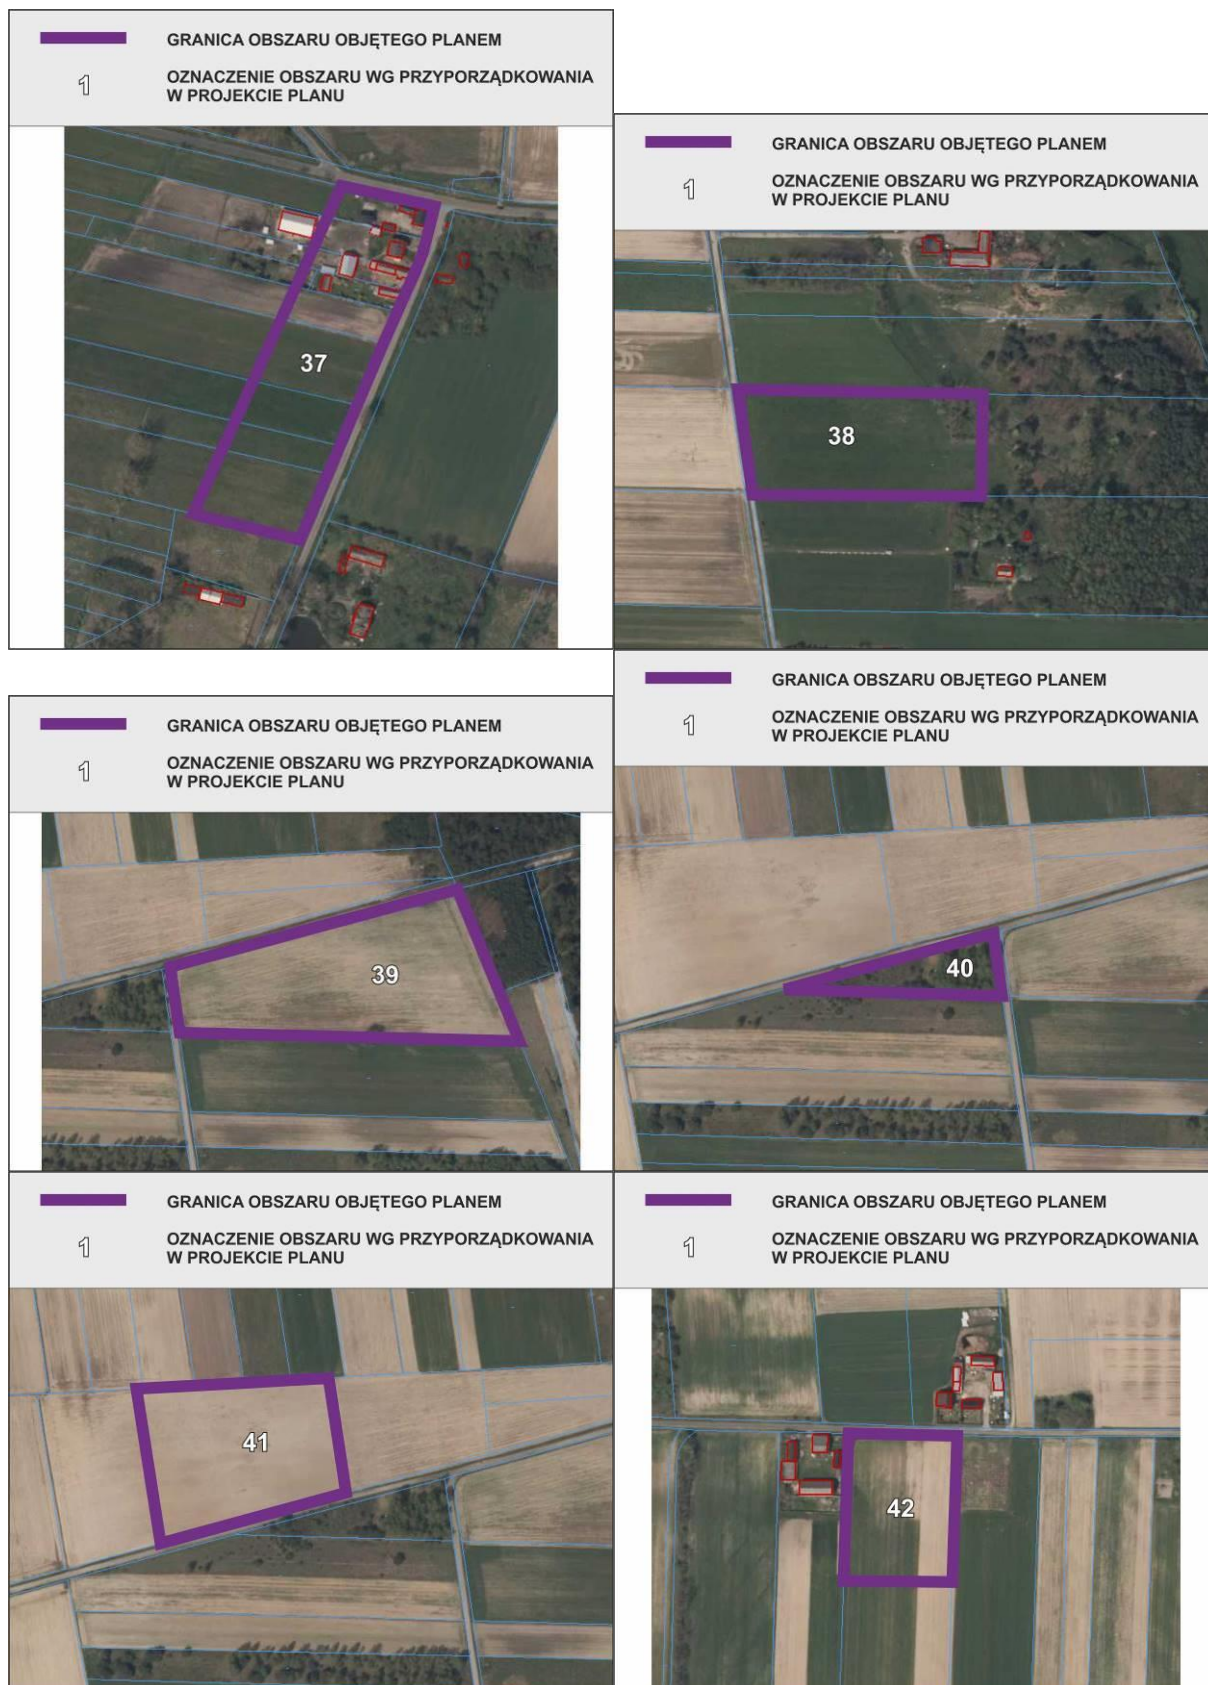 GRANICA OBSZARU OBJĘTEGO PLANEM
1
OZNACZENIE OBSZARU WG PRZYPORZĄDKOWANIA
W PROJEKCIE PLANU
37
GRANICA OBSZARU OBJĘTEGO PLANEM
1
OZNACZENIE OBSZARU WG PRZYPORZĄDKOWANIA
W PROJEKCIE PLANU
38
GRANICA OBSZARU OBJĘTEGO PLANEM
1
OZNACZENIE OBSZARU WG PRZYPORZĄDKOWANIA
W PROJEKCIE PLANU
39
GRANICA OBSZARU OBJĘTEGO PLANEM
1
OZNACZENIE OBSZARU WG PRZYPORZĄDKOWANIA
W PROJEKCIE PLANU
40
GRANICA OBSZARU OBJĘTEGO PLANEM
1
OZNACZENIE OBSZARU WG PRZYPORZĄDKOWANIA
W PROJEKCIE PLANU
41
GRANICA OBSZARU OBJĘTEGO PLANEM
1
OZNACZENIE OBSZARU WG PRZYPORZĄDKOWANIA
W PROJEKCIE PLANU
42